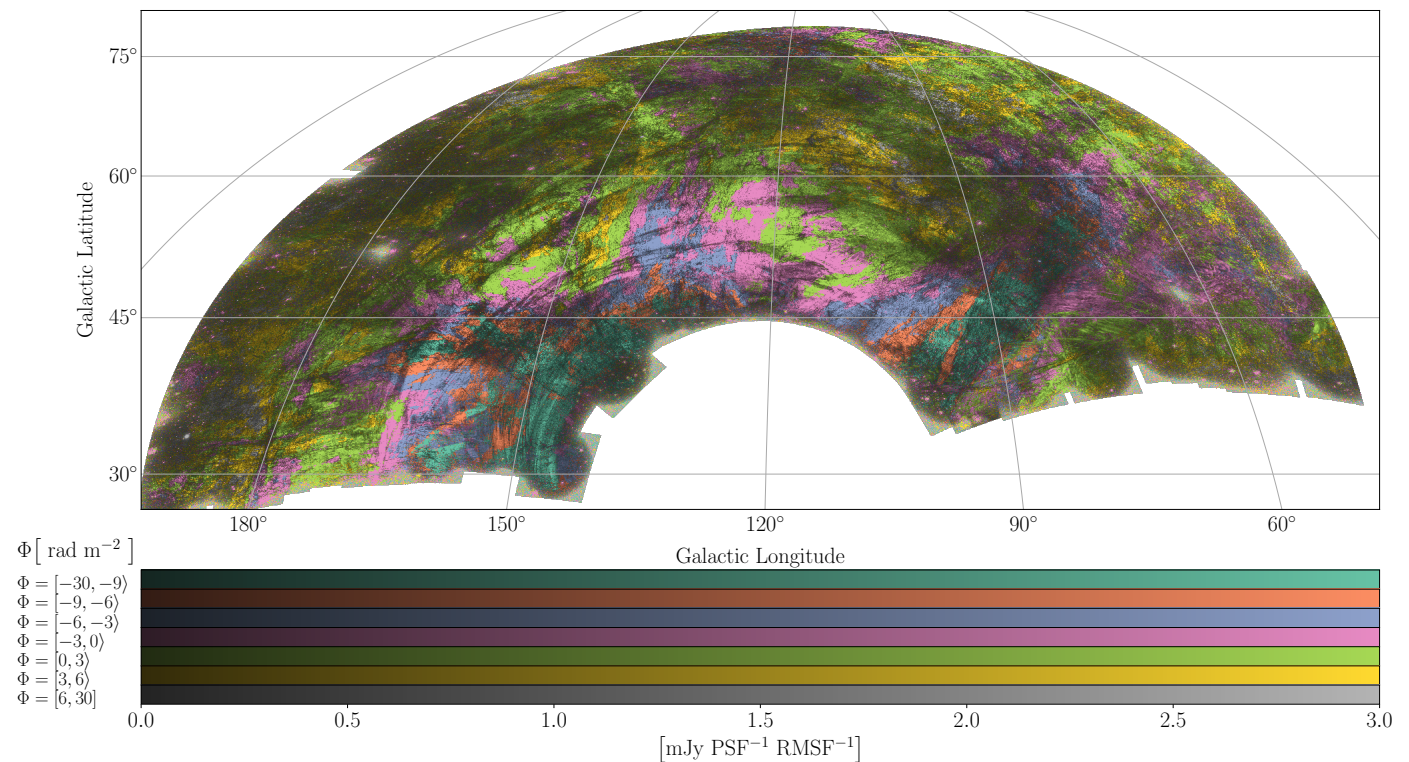 75°
60°
45°
30°
Galactic Latitude
180° 150° 120° 90° 60°
Galactic Longitude
Φ[ rad m⁻² ]
Φ = [−30, −9⟩
Φ = [−9, −6⟩
Φ = [−6, −3⟩
Φ = [−3, 0⟩
Φ = [0, 3⟩
Φ = [3, 6⟩
Φ = [6, 30]
0.0 0.5 1.0 1.5 2.0 2.5 3.0
[mJy PSF⁻¹ RMSF⁻¹]